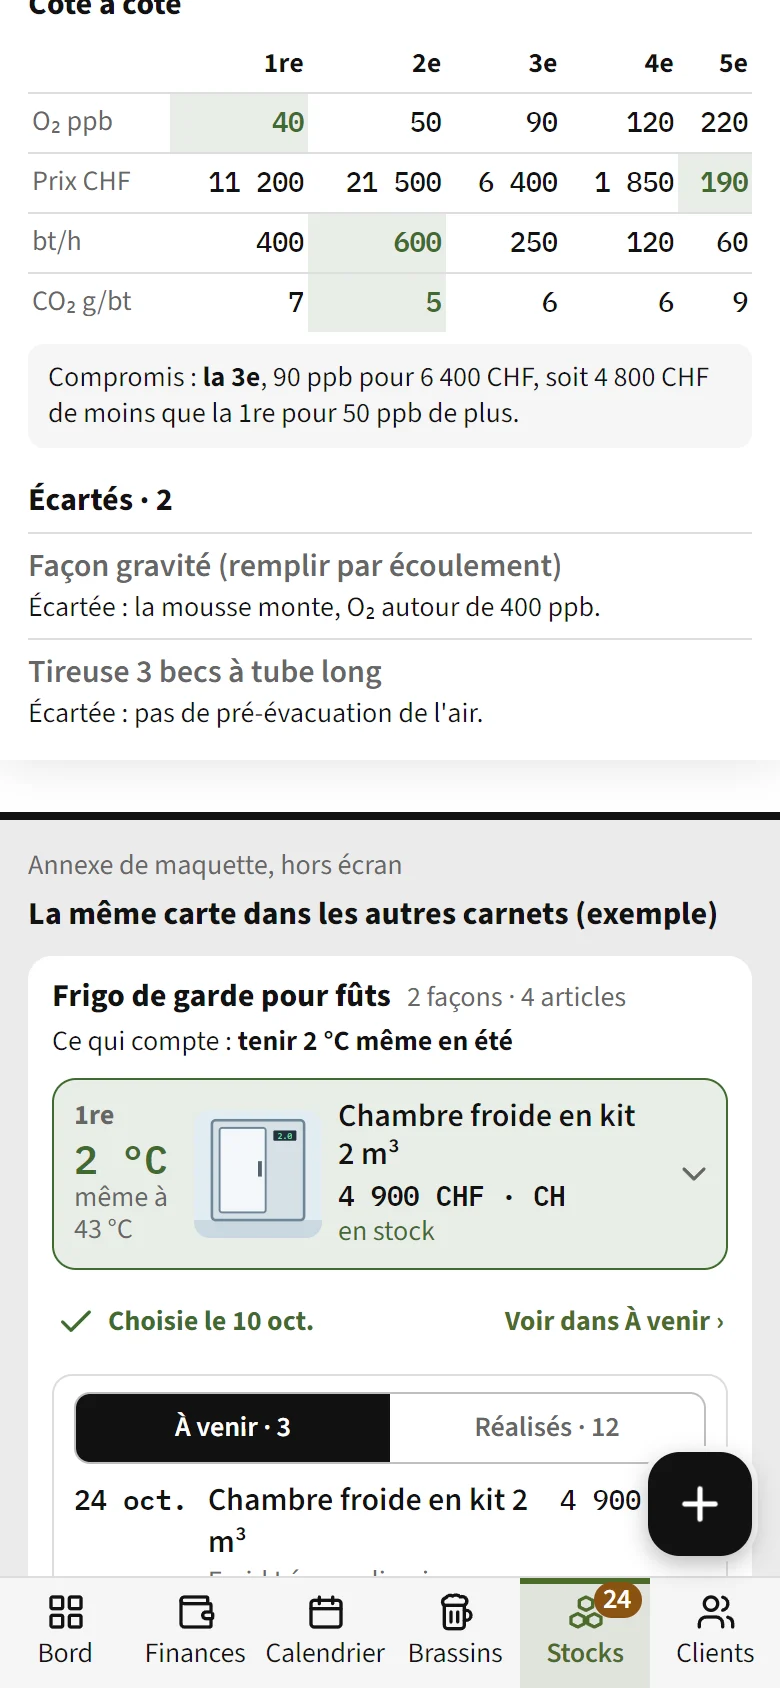 Côte à côte
1re 2e 3e 4e 5e
O₂ ppb 40 50 90 120 220
Prix CHF 11 200 21 500 6 400 1 850 190
bt/h 400 600 250 120 60
CO₂ g/bt 7 5 6 6 9
Compromis : la 3e, 90 ppb pour 6 400 CHF, soit 4 800 CHF
de moins que la 1re pour 50 ppb de plus.
Écartés · 2
Façon gravité (remplir par écoulement)
Écartée : la mousse monte, O₂ autour de 400 ppb.
Tireuse 3 becs à tube long
Écartée : pas de pré-évacuation de l'air.
Annexe de maquette, hors écran
La même carte dans les autres carnets (exemple)
Frigo de garde pour fûts 2 façons · 4 articles
Ce qui compte : tenir 2 °C même en été
1re
2 °C
même à
43 °C
2.0
Chambre froide en kit
2 m³
4 900 CHF · CH
en stock
Choisie le 10 oct. Voir dans À venir ›
À venir · 3 Réalisés · 12
24 oct. Chambre froide en kit 2 4 900
m³
Bord Finances Calendrier Brassins Stocks 24 Clients